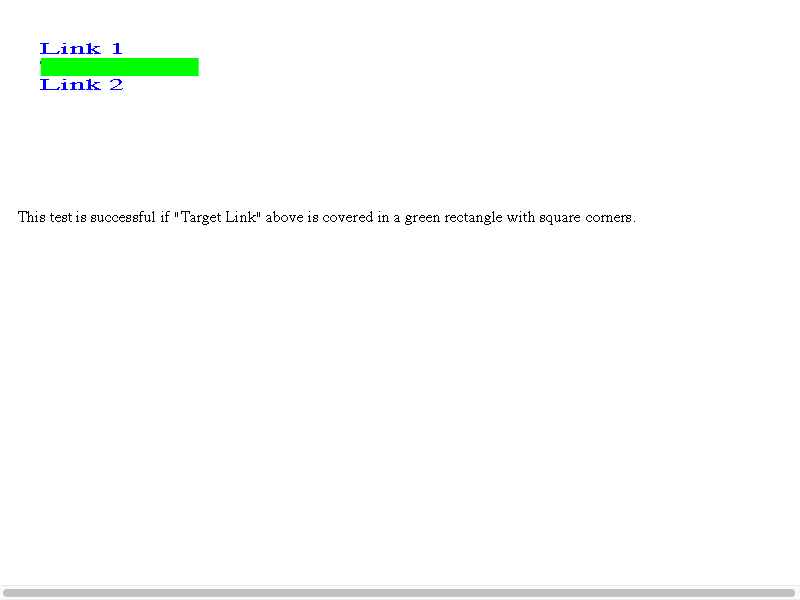 Link 1
Link 2
This test is successful if "Target Link" above is covered in a green rectangle with square corners.